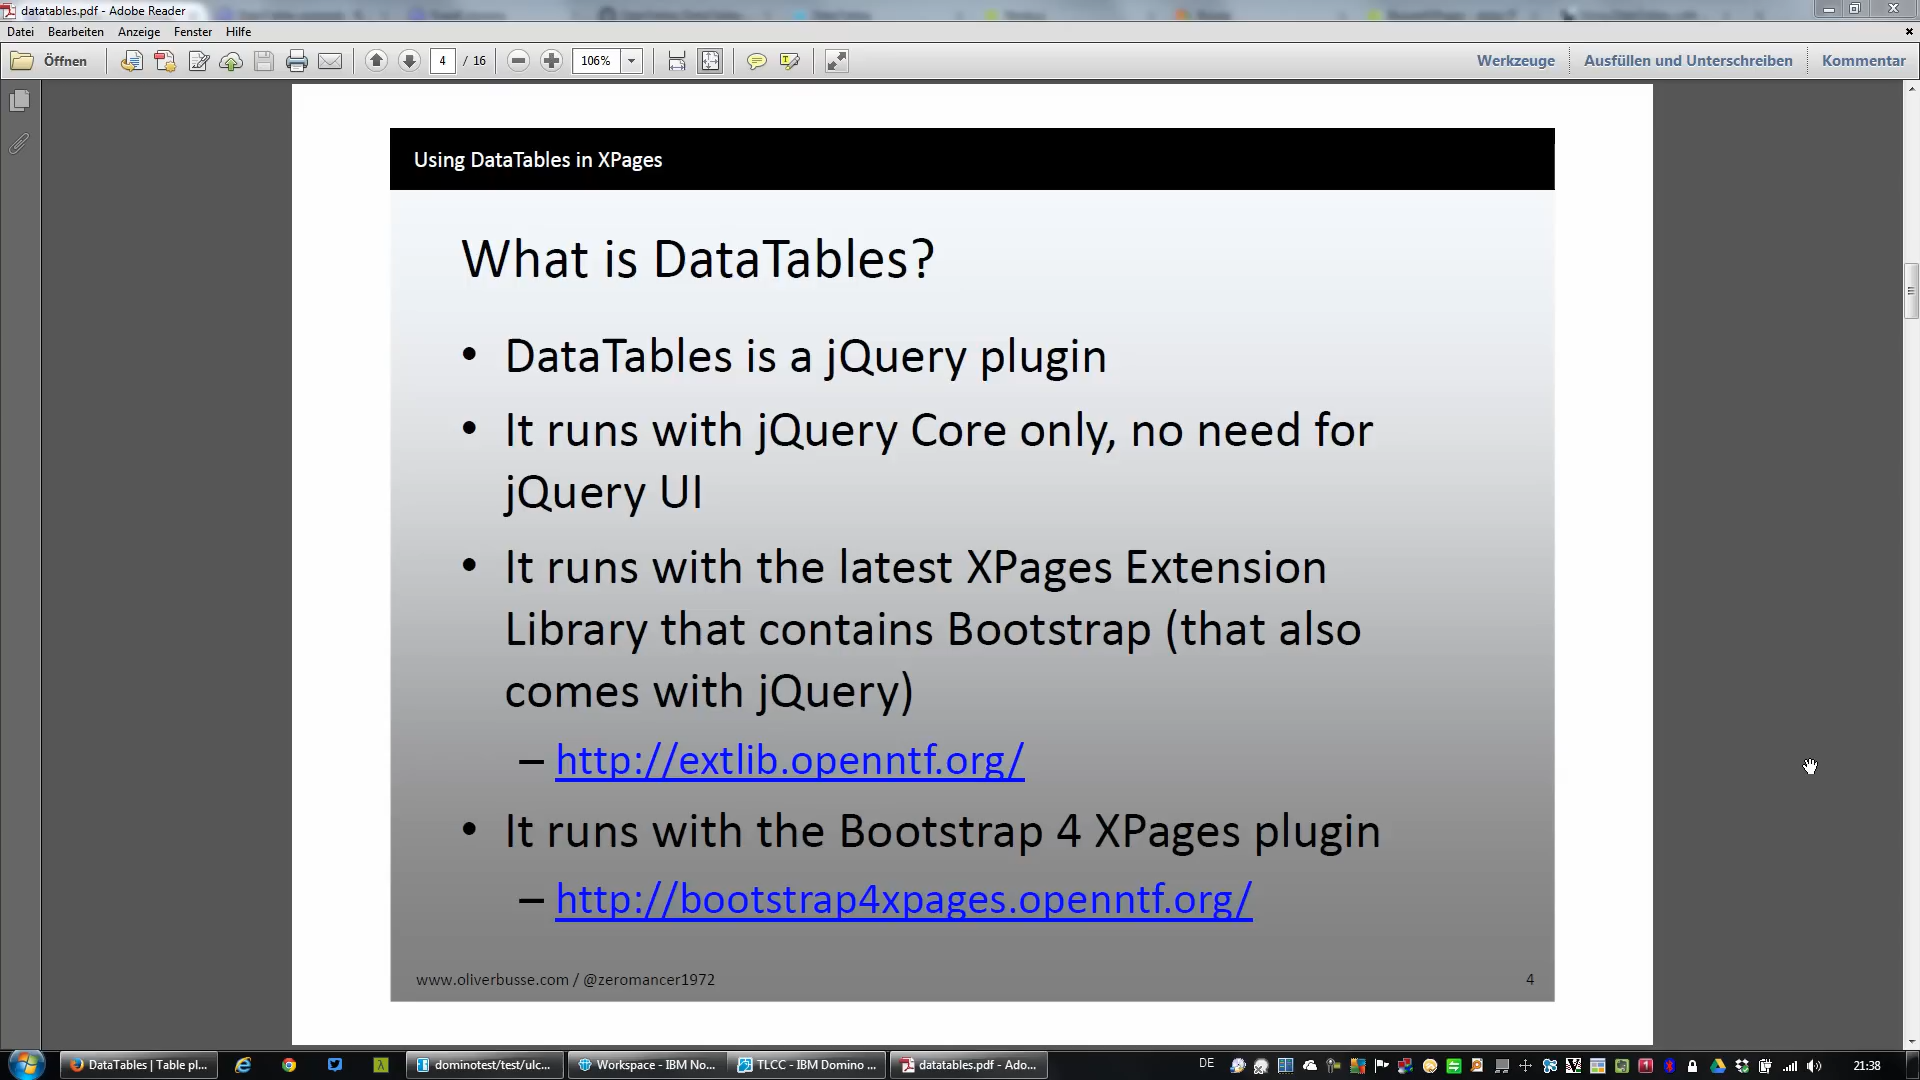 datatables.pdf - Adobe Reader
Datei Bearbeiten Anzeige Fenster Hilfe
Öffnen 4 / 16 106% Werkzeuge Ausfüllen und Unterschreiben Kommentar
Using DataTables in XPages
What is DataTables?
• DataTables is a jQuery plugin
• It runs with jQuery Core only, no need for
jQuery UI
• It runs with the latest XPages Extension
Library that contains Bootstrap (that also
comes with jQuery)
– http://extlib.openntf.org/
• It runs with the Bootstrap 4 XPages plugin
– http://bootstrap4xpages.openntf.org/
www.oliverbusse.com / @zeromancer1972 4
DataTables | Table pl... dominotest/test/ulc... Workspace - IBM No... TLCC - IBM Domino ... datatables.pdf - Ado... DE 21:38